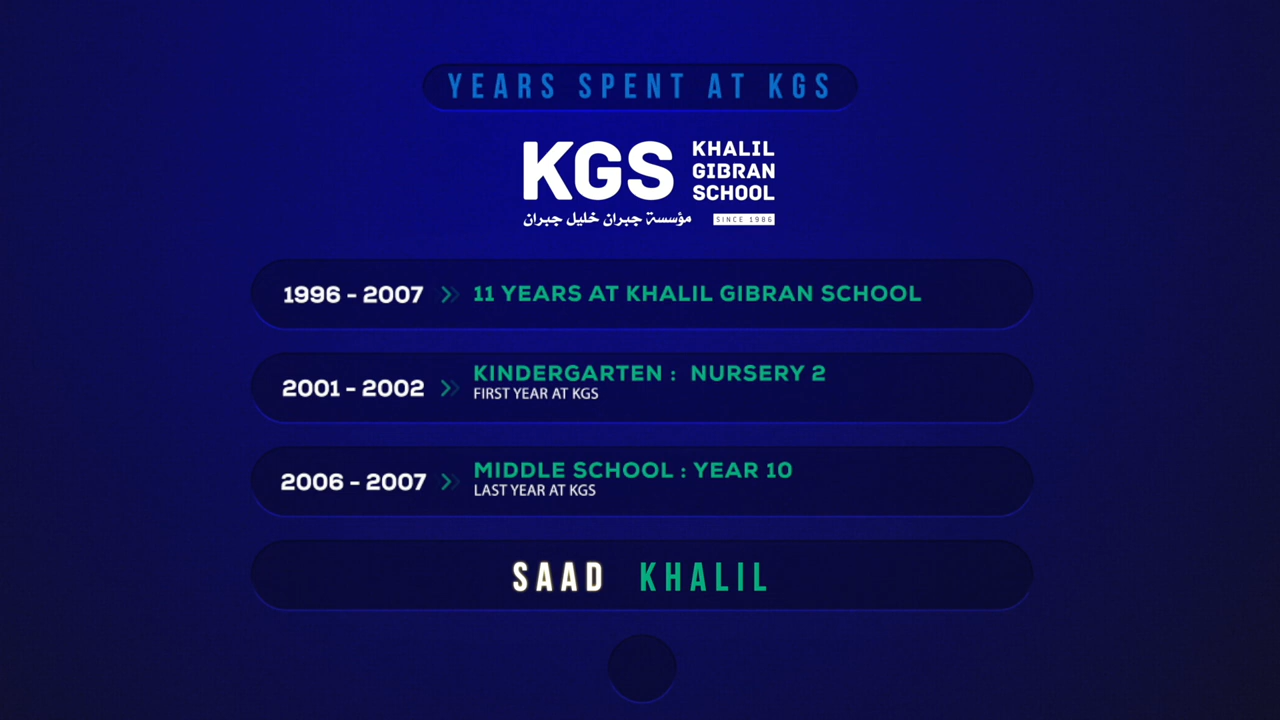 YEARS SPENT AT KGS
KGS KHALIL GIBRAN SCHOOL
مؤسسة جبران خليل جبران
SINCE 1986
1996 - 2007 » 11 YEARS AT KHALIL GIBRAN SCHOOL
2001 - 2002 » KINDERGARTEN : NURSERY 2
FIRST YEAR AT KGS
2006 - 2007 » MIDDLE SCHOOL : YEAR 10
LAST YEAR AT KGS
SAAD KHALIL